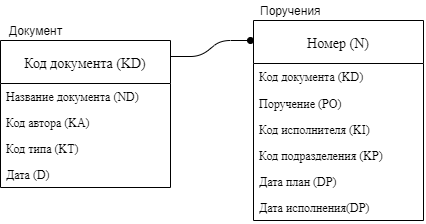 Документ
Код документа (KD)
Название документа (ND)
Код автора (KA)
Код типа (KT)
Дата (D)
Поручения
Номер (N)
Код документа (KD)
Поручение (PO)
Код исполнителя (KI)
Код подразделения (KP)
Дата план (DP)
Дата исполнения(DP)